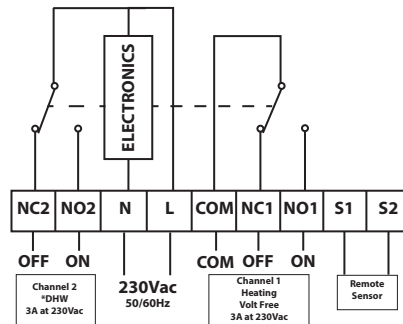 ELECTRONICS
NC2 NO2 N L COM NC1 NO1 S1 S2
OFF ON 230Vac COM OFF ON
50/60Hz
Channel 2
*DHW
3A at 230Vac
Channel 1
Heating
Volt Free
3A at 230Vac
Remote
Sensor